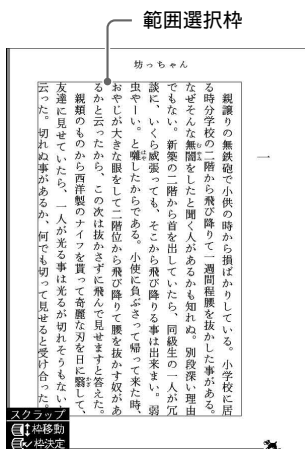 範囲選択枠
坊っちゃん
一
親譲りの無鉄砲で小供の時から損ばかりしている。小学校に居
る時分学校の二階から飛び降りて一週間程腰を抜かした事がある。
なぜそんな無闇をしたと聞く人があるかも知れぬ。別段深い理由
でもない。新築の二階から首を出していたら、同級生の一人が冗
談に、いくら威張っても、そこから飛び降りる事は出来まい。弱
虫やーい。と囃したからである。小使に負ぶさって帰って来た時、
おやじが大きな眼をして二階位から飛び降りて腰を抜かす奴があ
るかと云ったから、この次は抜かさずに飛んで見せますと答えた。
親類のものから西洋製のナイフを貰って奇麗な刃を日に翳して、
友達に見せていたら、一人が光る事は光るが切れそうもないと
云った。切れぬ事があるか、何でも切って見せると受け合った。
スクラップ
枠移動
枠決定